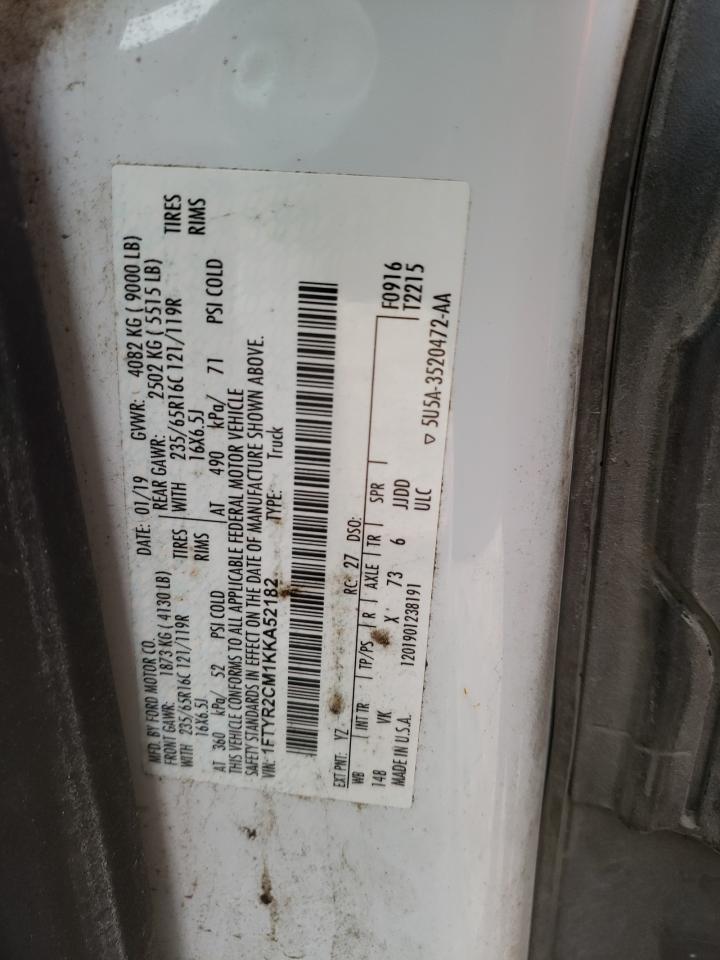 MFD. BY FORD MOTOR CO. DATE: 01/19 GVWR: 4082 KG ( 9000 LB)
FRONT GAWR: 1873 KG ( 4130 LB) REAR GAWR: 2502 KG ( 5515 LB)
WITH 235/65R16C 121/119R TIRES WITH 235/65R16C 121/119R TIRES
16X6.5J RIMS 16X6.5J RIMS
AT 360 kPa/ 52 PSI COLD AT 490 kPa/ 71 PSI COLD
THIS VEHICLE CONFORMS TO ALL APPLICABLE FEDERAL MOTOR VEHICLE
SAFETY STANDARDS IN EFFECT ON THE DATE OF MANUFACTURE SHOWN ABOVE.
VIN: 1FTYR2CM1KKA52182 TYPE: Truck
EXT PNT: YZ RC: 27 DSO: F0916
WB INT TR TP/PS R AXLE TR SPR T2215
148 VK X 73 6 JJDD
MADE IN U.S.A. 1201901238191 ULC ▽ 5U5A-3520472-AA